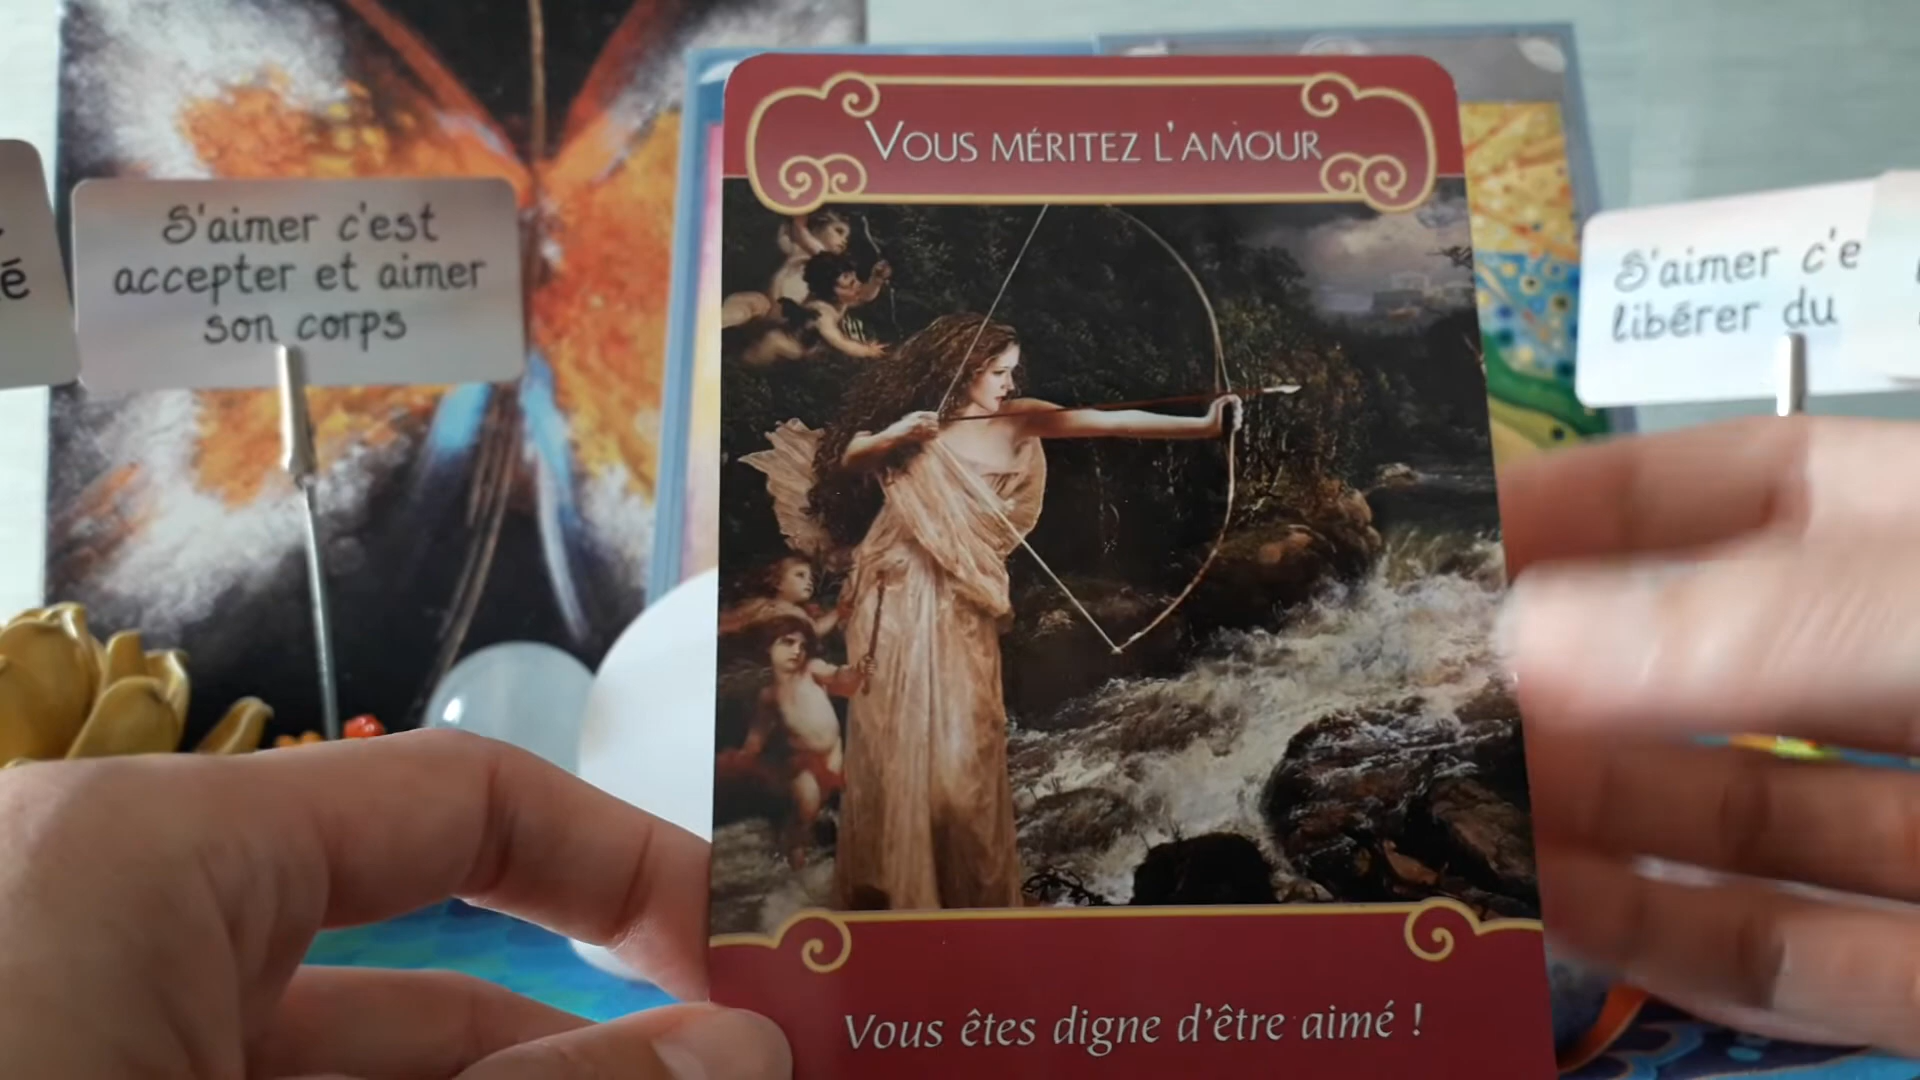 Vous méritez l'amour
S'aimer c'est
accepter et aimer
son corps
é
S'aimer c'e
libérer du
Vous êtes digne d'être aimé !